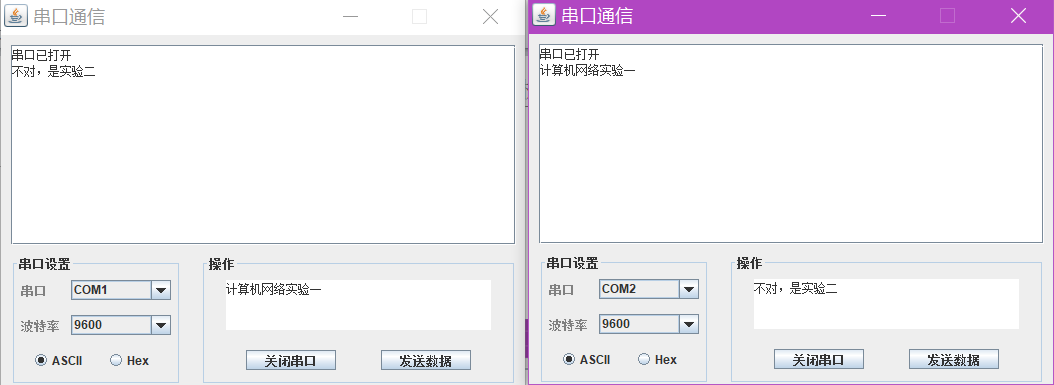 串口通信
串口已打开
不对，是实验二
串口设置
串口
COM1
波特率
9600
ASCII
Hex
操作
计算机网络实验一
关闭串口
发送数据
串口通信
串口已打开
计算机网络实验一
串口设置
串口
COM2
波特率
9600
ASCII
Hex
操作
不对，是实验二
关闭串口
发送数据